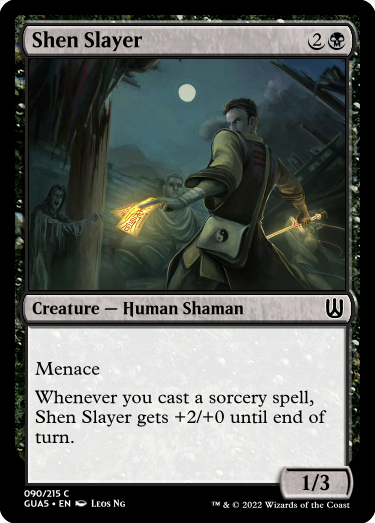 Shen Slayer 2
Creature — Human Shaman
Menace
Whenever you cast a sorcery spell,
Shen Slayer gets +2/+0 until end of
turn.
1/3
090/215 C
GUA5 • EN Leos Ng
™ & © 2022 Wizards of the Coast